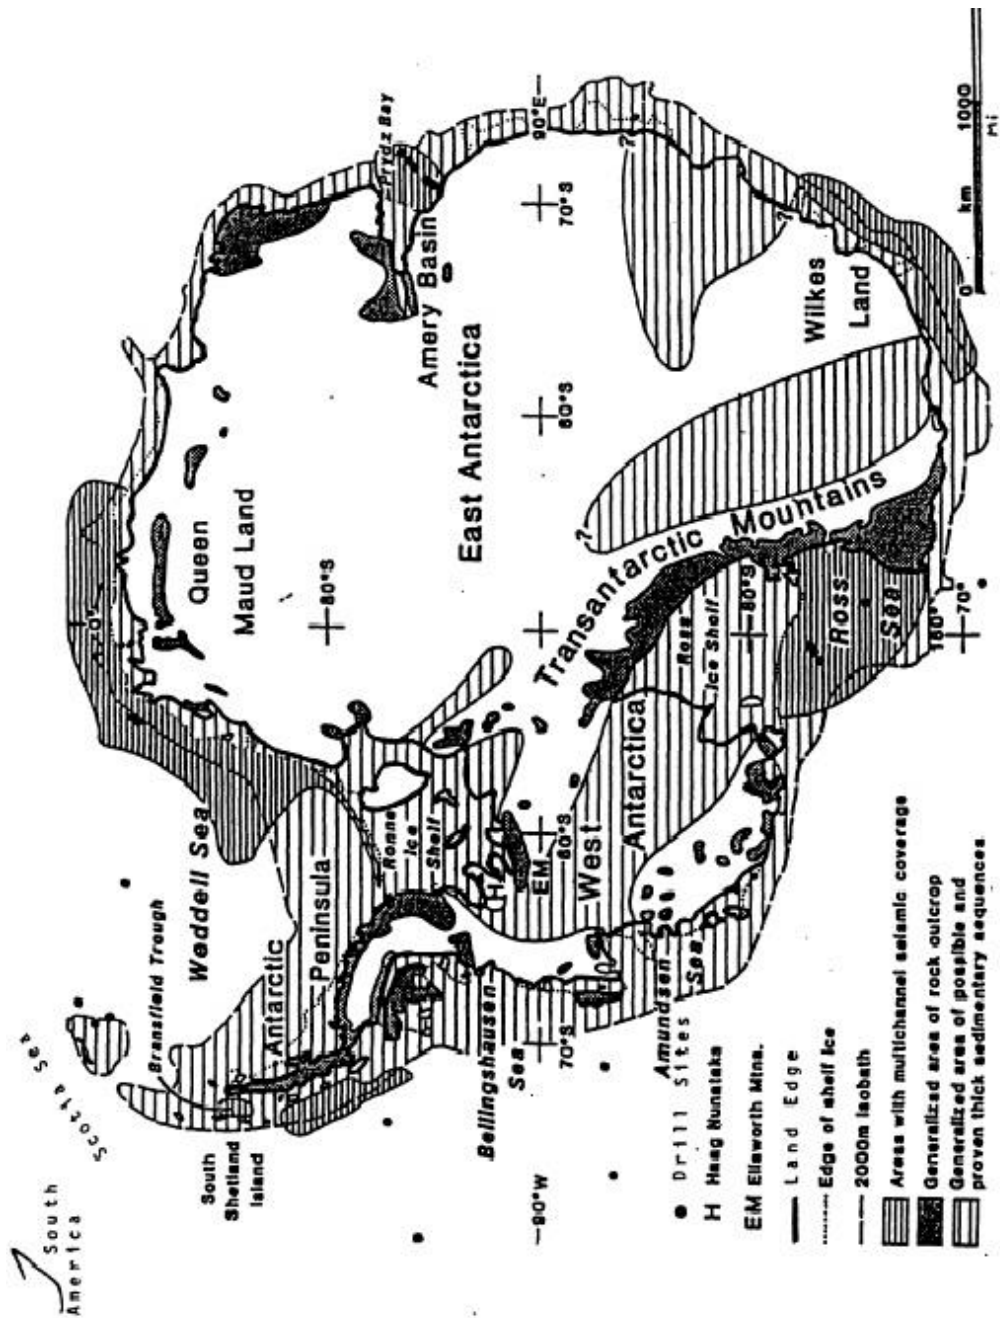 South
America
Scotia Sea
South
Shetland
Island
Bransfield Trough
Weddell Sea
Antarctic
Peninsula
Ronne
Ice
Shelf
Bellingshausen
Sea
Amundsen
Sea
West
Antarctica
H
EM
Queen
Maud Land
East Antarctica
Amery Basin
Prydz Bay
Wilkes
Land
Transantarctic Mountains
Ross
Ice Shelf
Ross
Sea
0°
90°E
90°W
180°
70°
70°S
80°S
80°S
80°S
60°S
70°S
?
?
?
● Drill Sites
H Haag Nunataks
EM Ellsworth Mtns.
Land Edge
Edge of shelf ice
2000m isobath
Areas with multichannel seismic coverage
Generalized area of rock outcrop
Generalized area of possible and
proven thick sedimentary sequences
0 km 1000
mi